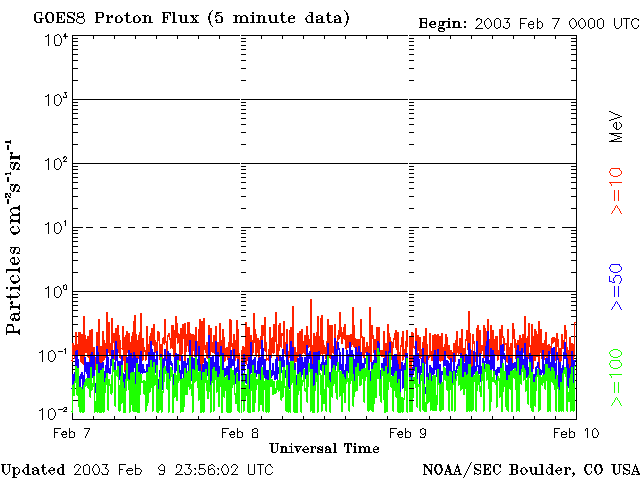 GOES8 Proton Flux (5 minute data)
Begin: 2003 Feb 7 0000 UTC
Particles cm⁻²s⁻¹sr⁻¹
10⁴
10³
10²
10¹
10⁰
10⁻¹
10⁻²
MeV
>=10
>=50
>=100
Feb 7
Feb 8
Feb 9
Feb 10
Universal Time
Updated 2003 Feb 9 23:56:02 UTC
NOAA/SEC Boulder, CO USA